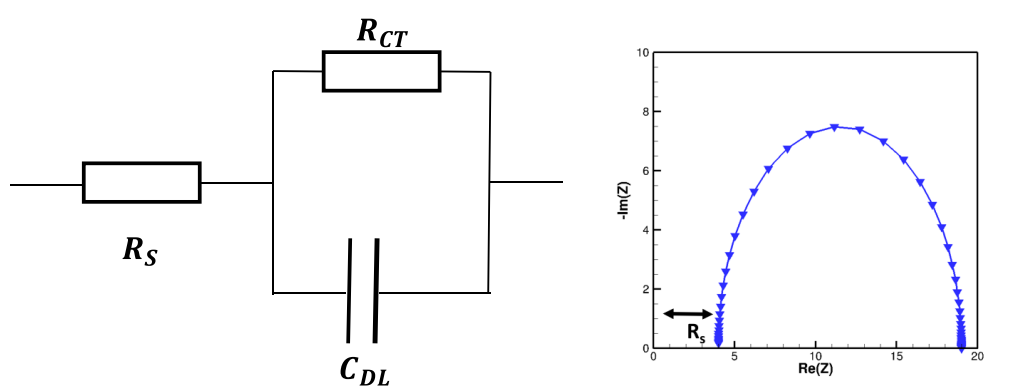 R_CT
R_S
C_DL
10
8
6
4
2
0
-Im(Z)
R_s
0 5 10 15 20
Re(Z)